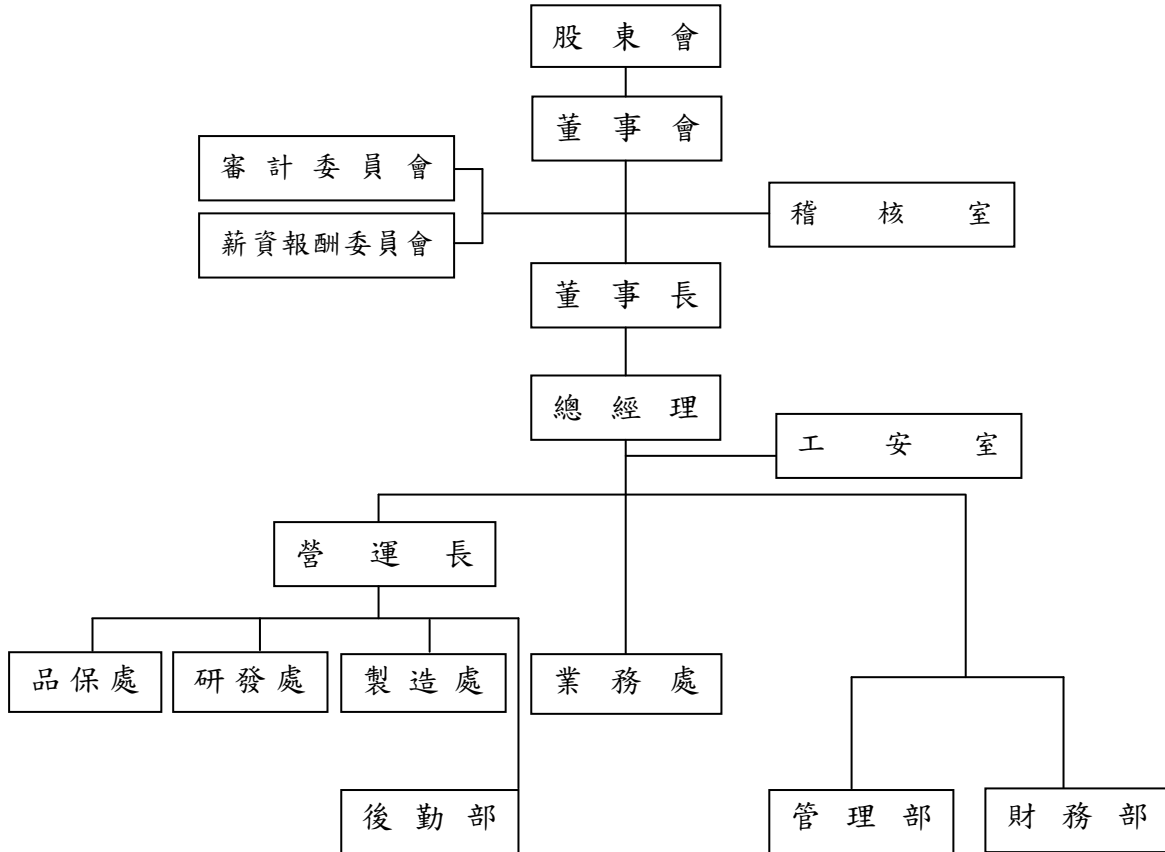 股東會
董事會
審計委員會
稽核室
薪資報酬委員會
董事長
總經理
工安室
營運長
品保處
研發處
製造處
業務處
後勤部
管理部
財務部